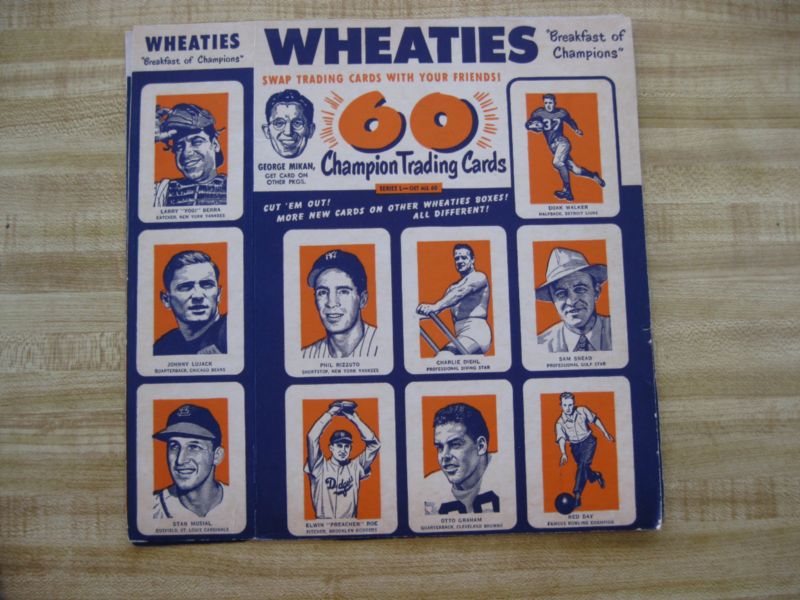 WHEATIES
"Breakfast of Champions"
WHEATIES
"Breakfast of
Champions"
SWAP TRADING CARDS WITH YOUR FRIENDS!
GEORGE MIKAN,
GET CARD ON
OTHER PKGS.
60
Champion Trading Cards
SERIES 1—GET ALL 60
CUT 'EM OUT!
MORE NEW CARDS ON OTHER WHEATIES BOXES!
ALL DIFFERENT!
LARRY "YOGI" BERRA
CATCHER, NEW YORK YANKEES
37
DOAK WALKER
HALFBACK, DETROIT LIONS
JOHNNY LUJACK
QUARTERBACK, CHICAGO BEARS
NY
PHIL RIZZUTO
SHORTSTOP, NEW YORK YANKEES
CHARLIE DIEHL
PROFESSIONAL DIVING STAR
SAM SNEAD
PROFESSIONAL GOLF STAR
STAN MUSIAL
OUTFIELD, ST. LOUIS CARDINALS
B
Dodgers
ELWIN "PREACHER" ROE
PITCHER, BROOKLYN DODGERS
OTTO GRAHAM
QUARTERBACK, CLEVELAND BROWNS
RED DAY
FAMOUS BOWLING CHAMPION